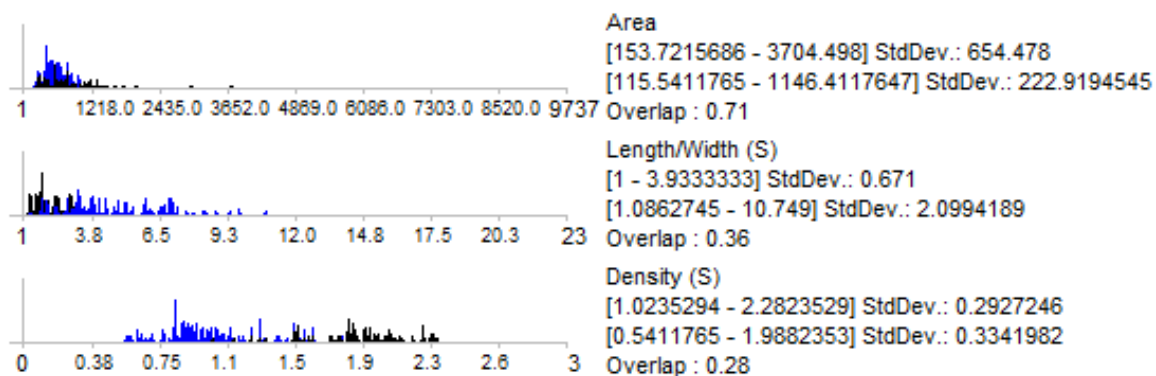 Area
[153.7215686 - 3704.498] StdDev.: 654.478
[115.5411765 - 1146.4117647] StdDev.: 222.9194545
1 1218.0 2435.0 3652.0 4869.0 6086.0 7303.0 8520.0 9737 Overlap : 0.71
Length/Width (S)
[1 - 3.9333333] StdDev.: 0.671
[1.0862745 - 10.749] StdDev.: 2.0994189
1 3.8 6.5 9.3 12.0 14.8 17.5 20.3 23 Overlap : 0.36
Density (S)
[1.0235294 - 2.2823529] StdDev.: 0.2927246
[0.5411765 - 1.9882353] StdDev.: 0.3341982
0 0.38 0.75 1.1 1.5 1.9 2.3 2.6 3 Overlap : 0.28